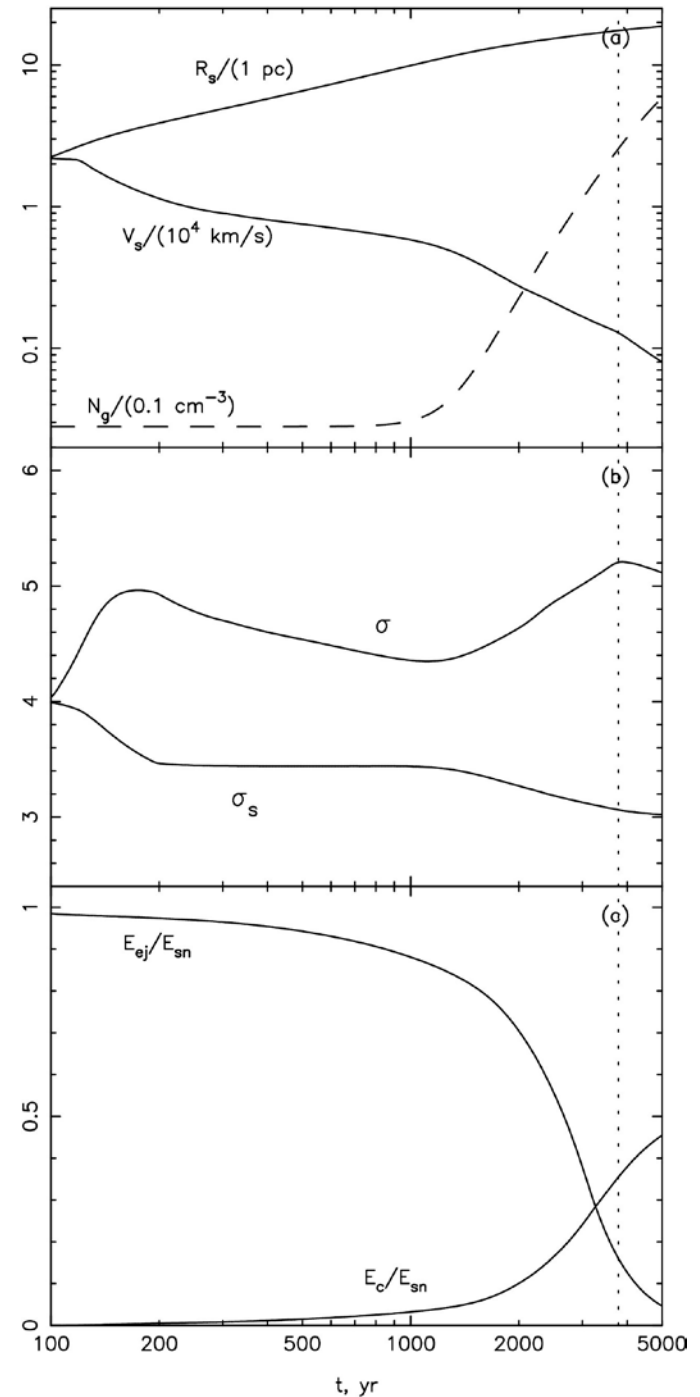 10
1
0.1
(a)
R_s/(1 pc)
V_s/(10^4 km/s)
N_g/(0.1 cm^−3)
6
5
4
3
(b)
σ
σ_s
1
0.5
0
(c)
E_ej/E_sn
E_c/E_sn
100 200 500 1000 2000 5000
t, yr